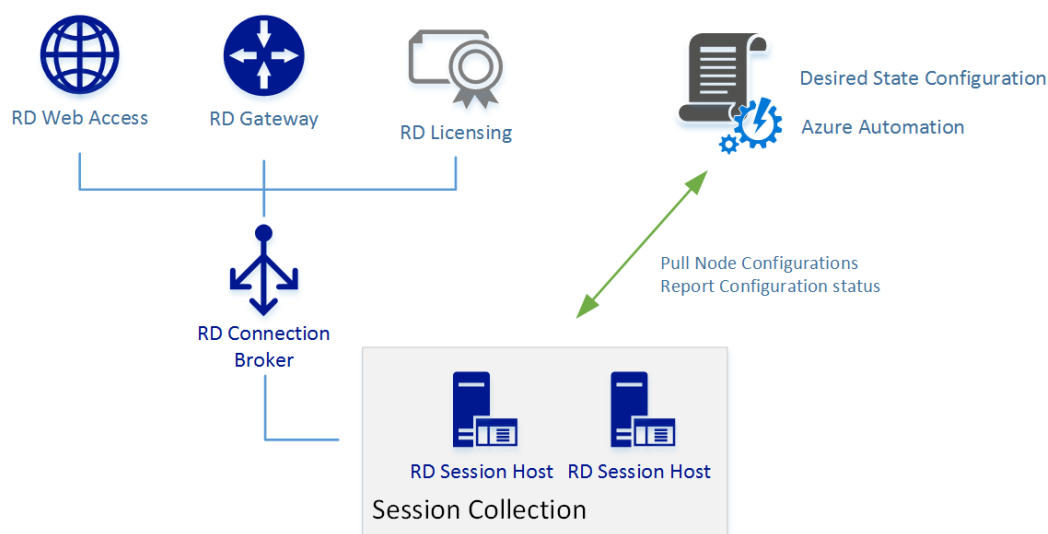 RD Web Access
RD Gateway
RD Licensing
Desired State Configuration
Azure Automation
Pull Node Configurations
Report Configuration status
RD Connection
Broker
RD Session Host
RD Session Host
Session Collection